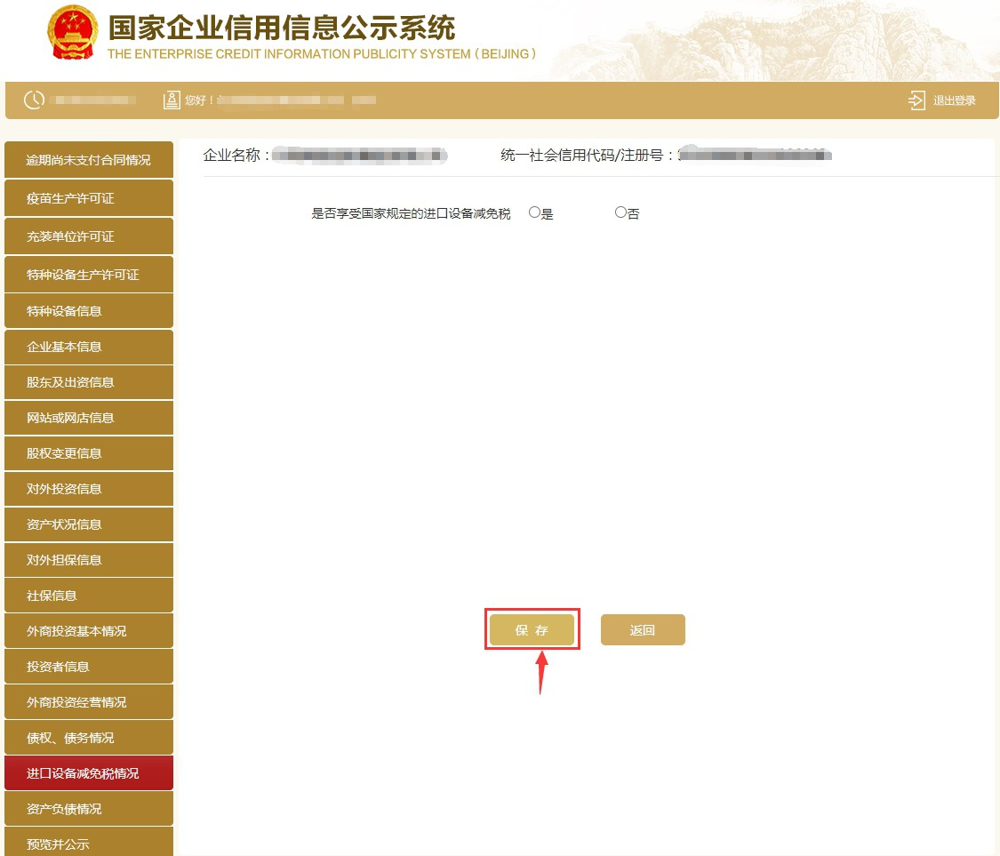 国家企业信用信息公示系统
THE ENTERPRISE CREDIT INFORMATION PUBLICITY SYSTEM ( BEIJING )
您好！
退出登录
企业名称：
统一社会信用代码/注册号：
是否享受国家规定的进口设备减免税 是 否
逾期尚未支付合同情况
疫苗生产许可证
充装单位许可证
特种设备生产许可证
特种设备信息
企业基本信息
股东及出资信息
网站或网店信息
股权变更信息
对外投资信息
资产状况信息
对外担保信息
社保信息
外商投资基本情况
投资者信息
外商投资经营情况
债权、债务情况
进口设备减免税情况
资产负债情况
预览并公示
保 存
返回